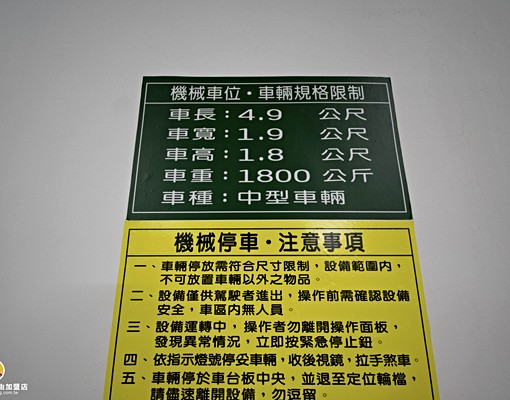 機械車位・車輛規格限制
車長：4.9 公尺
車寬：1.9 公尺
車高：1.8 公尺
車重：1800 公斤
車種：中型車輛
機械停車・注意事項
一、車輛停放需符合尺寸限制，設備範圍內，
不可放置車輛以外之物品。
二、設備僅供駕駛者進出，操作前需確認設備
安全，車區內無人員。
三、設備運轉中，操作者勿離開操作面板，
發現異常情況，立即按緊急停止鈕。
四、依指示燈號停妥車輛，收後視鏡，拉手煞車。
五、車輛停於車台板中央，並退至定位輪檔，
請儘速離開設備，勿逗留。
加盟店